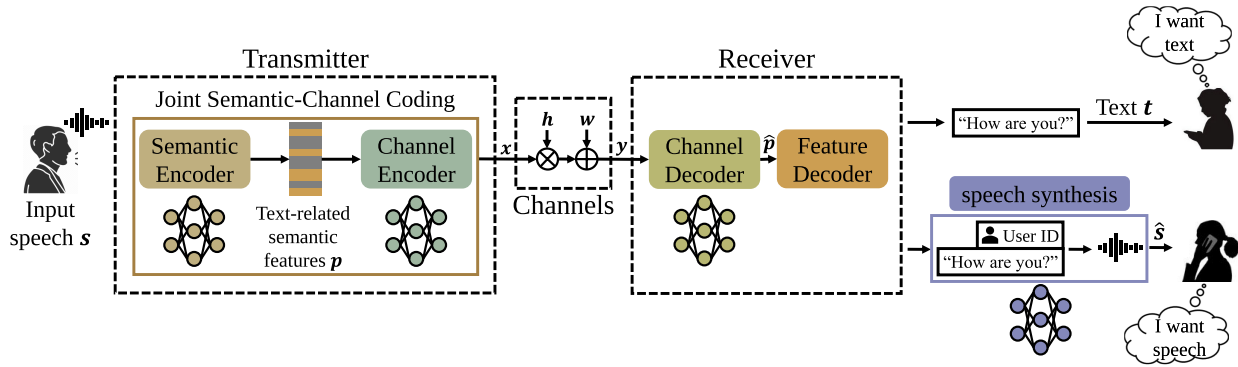 I want
text
Transmitter
Receiver
Joint Semantic-Channel Coding
Semantic
Encoder
Channel
Encoder
x
h
w
y
Channel
Decoder
p̂
Feature
Decoder
“How are you?”
Text t
Input
speech s
Text-related
semantic
features p
Channels
speech synthesis
User ID
“How are you?”
ŝ
I want
speech